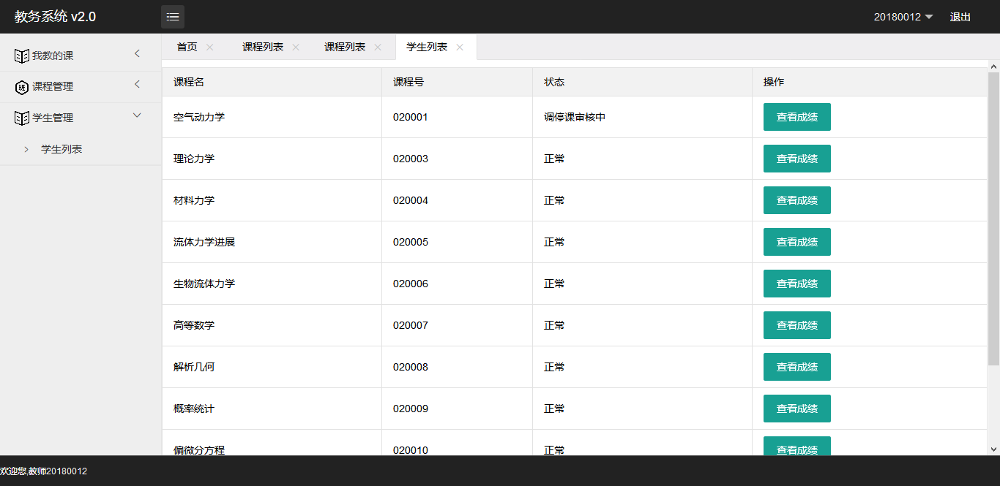 教务系统 v2.0
20180012 退出
我教的课
班 课程管理
学生管理
学生列表
首页 课程列表 课程列表 学生列表
课程名 课程号 状态 操作
空气动力学 020001 调停课审核中 查看成绩
理论力学 020003 正常 查看成绩
材料力学 020004 正常 查看成绩
流体力学进展 020005 正常 查看成绩
生物流体力学 020006 正常 查看成绩
高等数学 020007 正常 查看成绩
解析几何 020008 正常 查看成绩
概率统计 020009 正常 查看成绩
偏微分方程 020010 正常 查看成绩
欢迎您,教师20180012